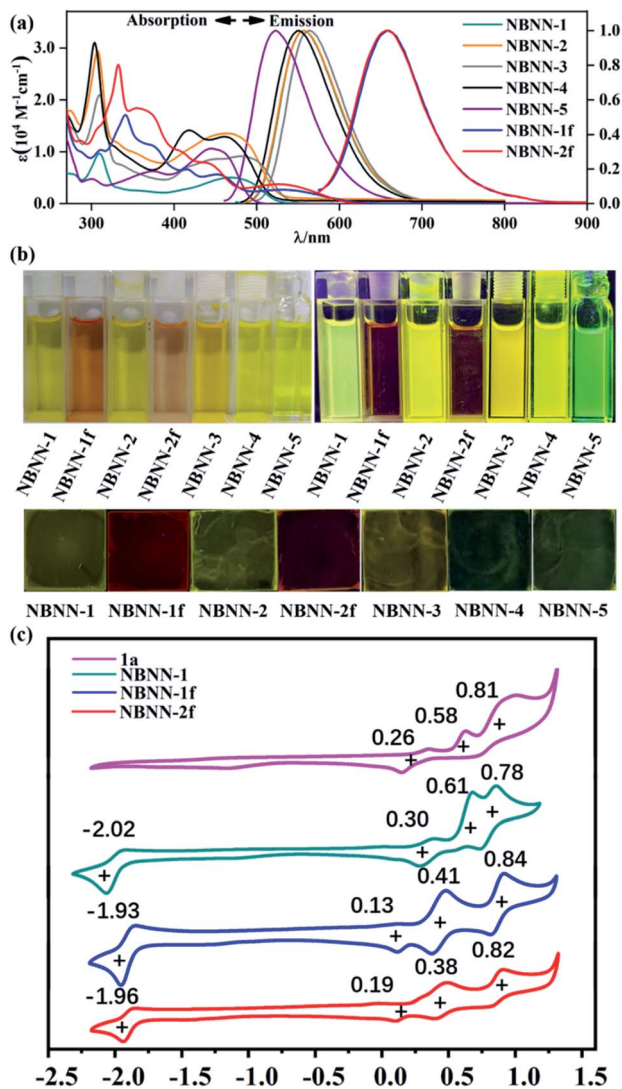 (a)
Absorption
Emission
NBNN-1
NBNN-2
NBNN-3
NBNN-4
NBNN-5
NBNN-1f
NBNN-2f
ε(10⁴ M⁻¹cm⁻¹)
3.0
2.0
1.0
0.0
1.0
0.8
0.6
0.4
0.2
0.0
300 400 500 600 700 800 900
λ/nm
(b)
NBNN-1 NBNN-1f NBNN-2 NBNN-2f NBNN-3 NBNN-4 NBNN-5 NBNN-1 NBNN-1f NBNN-2 NBNN-2f NBNN-3 NBNN-4 NBNN-5
NBNN-1 NBNN-1f NBNN-2 NBNN-2f NBNN-3 NBNN-4 NBNN-5
(c)
1a
NBNN-1
NBNN-1f
NBNN-2f
0.26 0.58 0.81
-2.02 0.30 0.61 0.78
-1.93 0.13 0.41 0.84
-1.96 0.19 0.38 0.82
-2.5 -2.0 -1.5 -1.0 -0.5 0.0 0.5 1.0 1.5